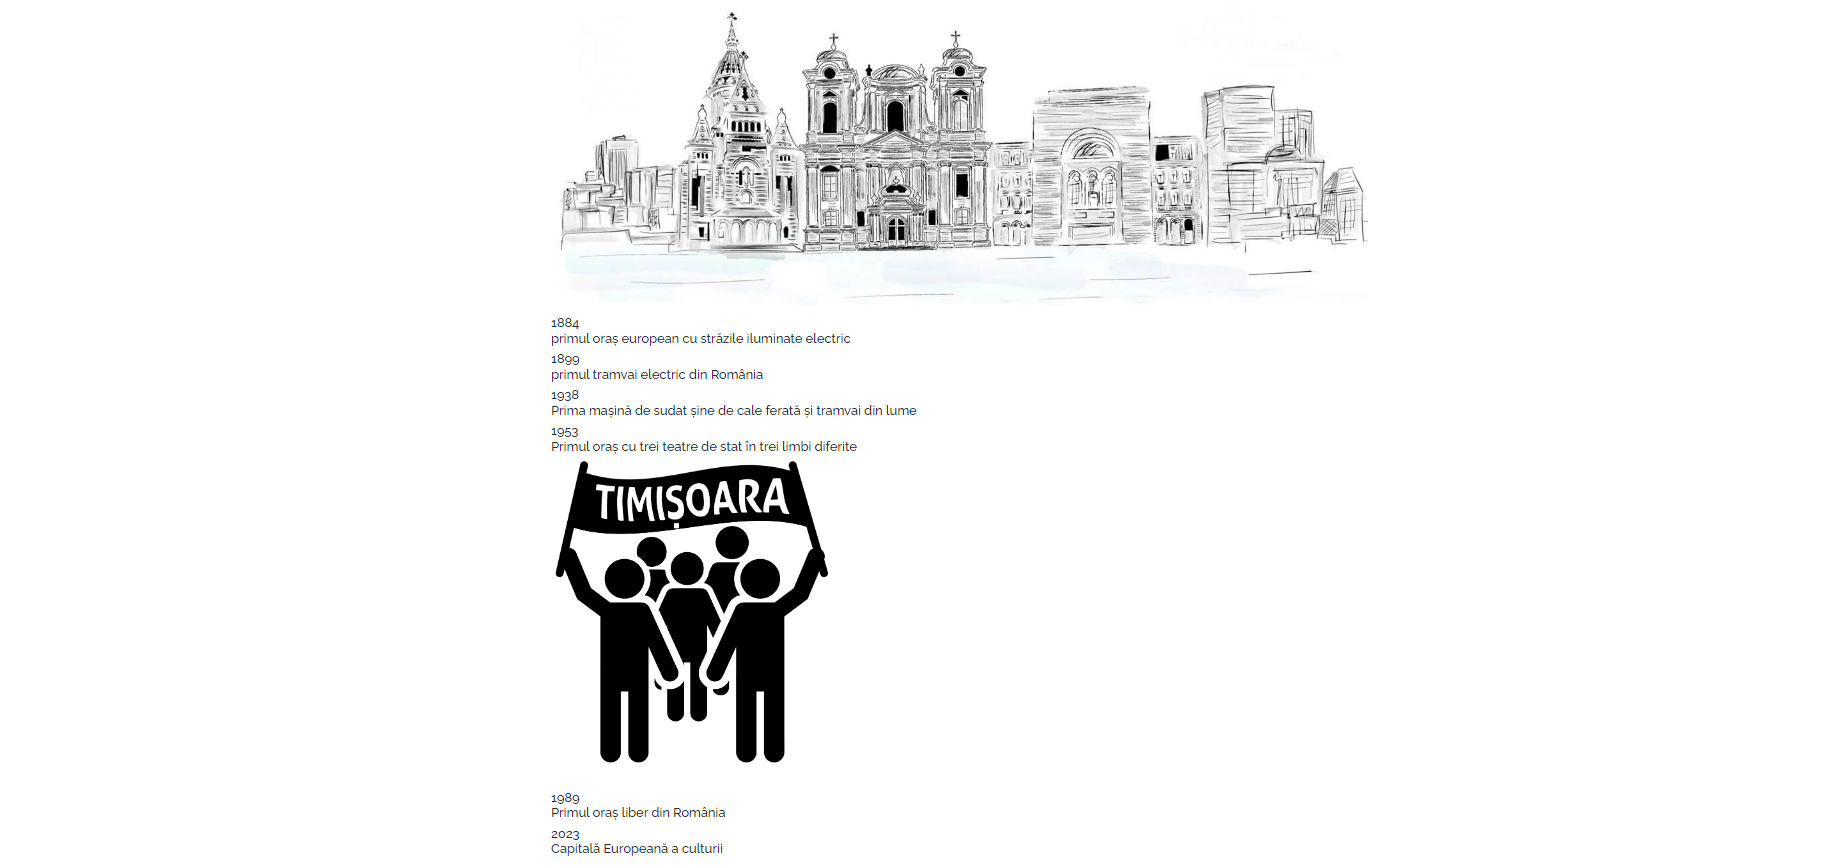 1884
primul oraș european cu străzile iluminate electric
1899
primul tramvai electric din România
1938
Prima mașină de sudat șine de cale ferată și tramvai din lume
1953
Primul oraș cu trei teatre de stat în trei limbi diferite
TIMIȘOARA
1989
Primul oraș liber din România
2023
Capitală Europeană a culturii